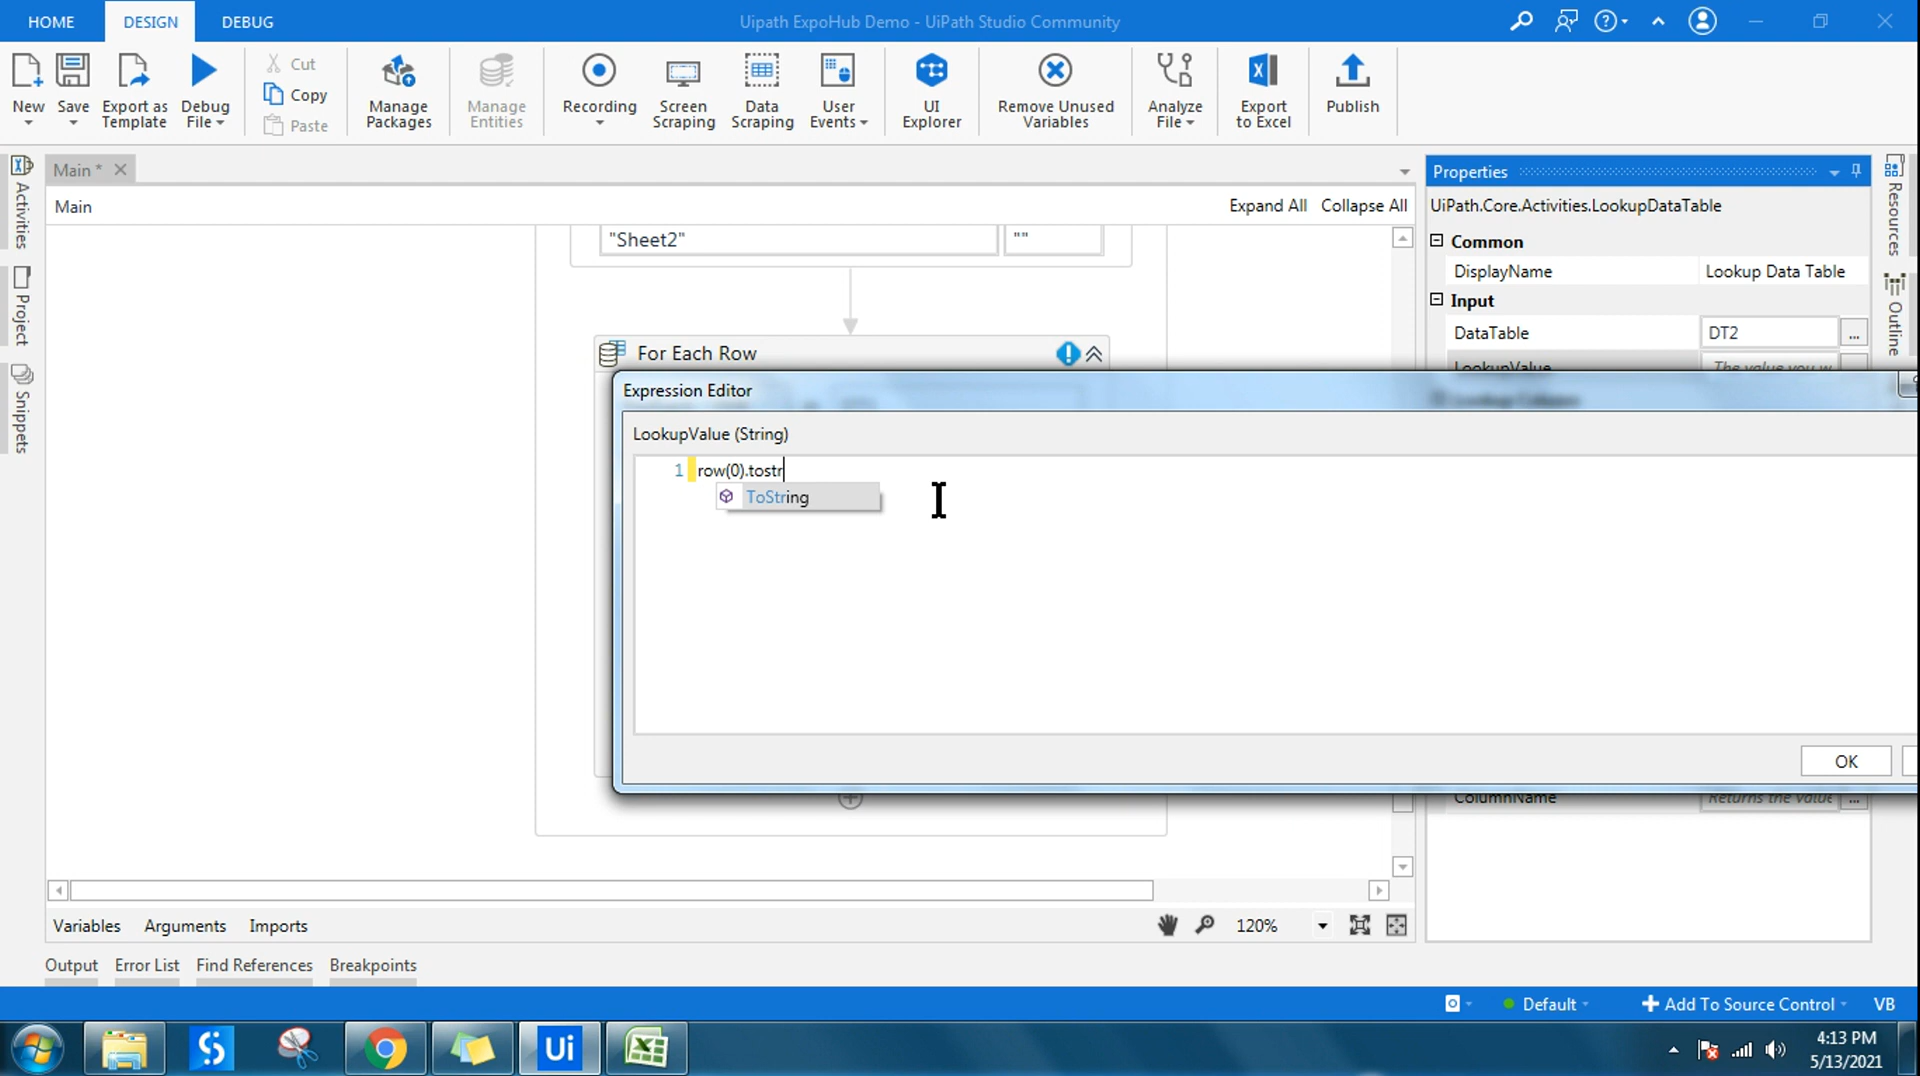 HOME DESIGN DEBUG Uipath ExpoHub Demo - UiPath Studio Community
New
Save
Export as Template
Debug File
Cut
Copy
Paste
Manage Packages
Manage Entities
Recording
Screen Scraping
Data Scraping
User Events
UI Explorer
Remove Unused Variables
Analyze File
Export to Excel
Publish
Activities
Project
Snippets
Main *
Main Expand All Collapse All
"Sheet2" ""
For Each Row
Properties
UiPath.Core.Activities.LookupDataTable
Common
DisplayName Lookup Data Table
Input
DataTable DT2 ...
LookupValue The value you w
Resources
Outline
Expression Editor
LookupValue (String)
1 row(0).tostr
ToString
OK
ColumnName Returns the value ...
Variables Arguments Imports 120%
Output Error List Find References Breakpoints
Default Add To Source Control VB
Ui
4:13 PM
5/13/2021